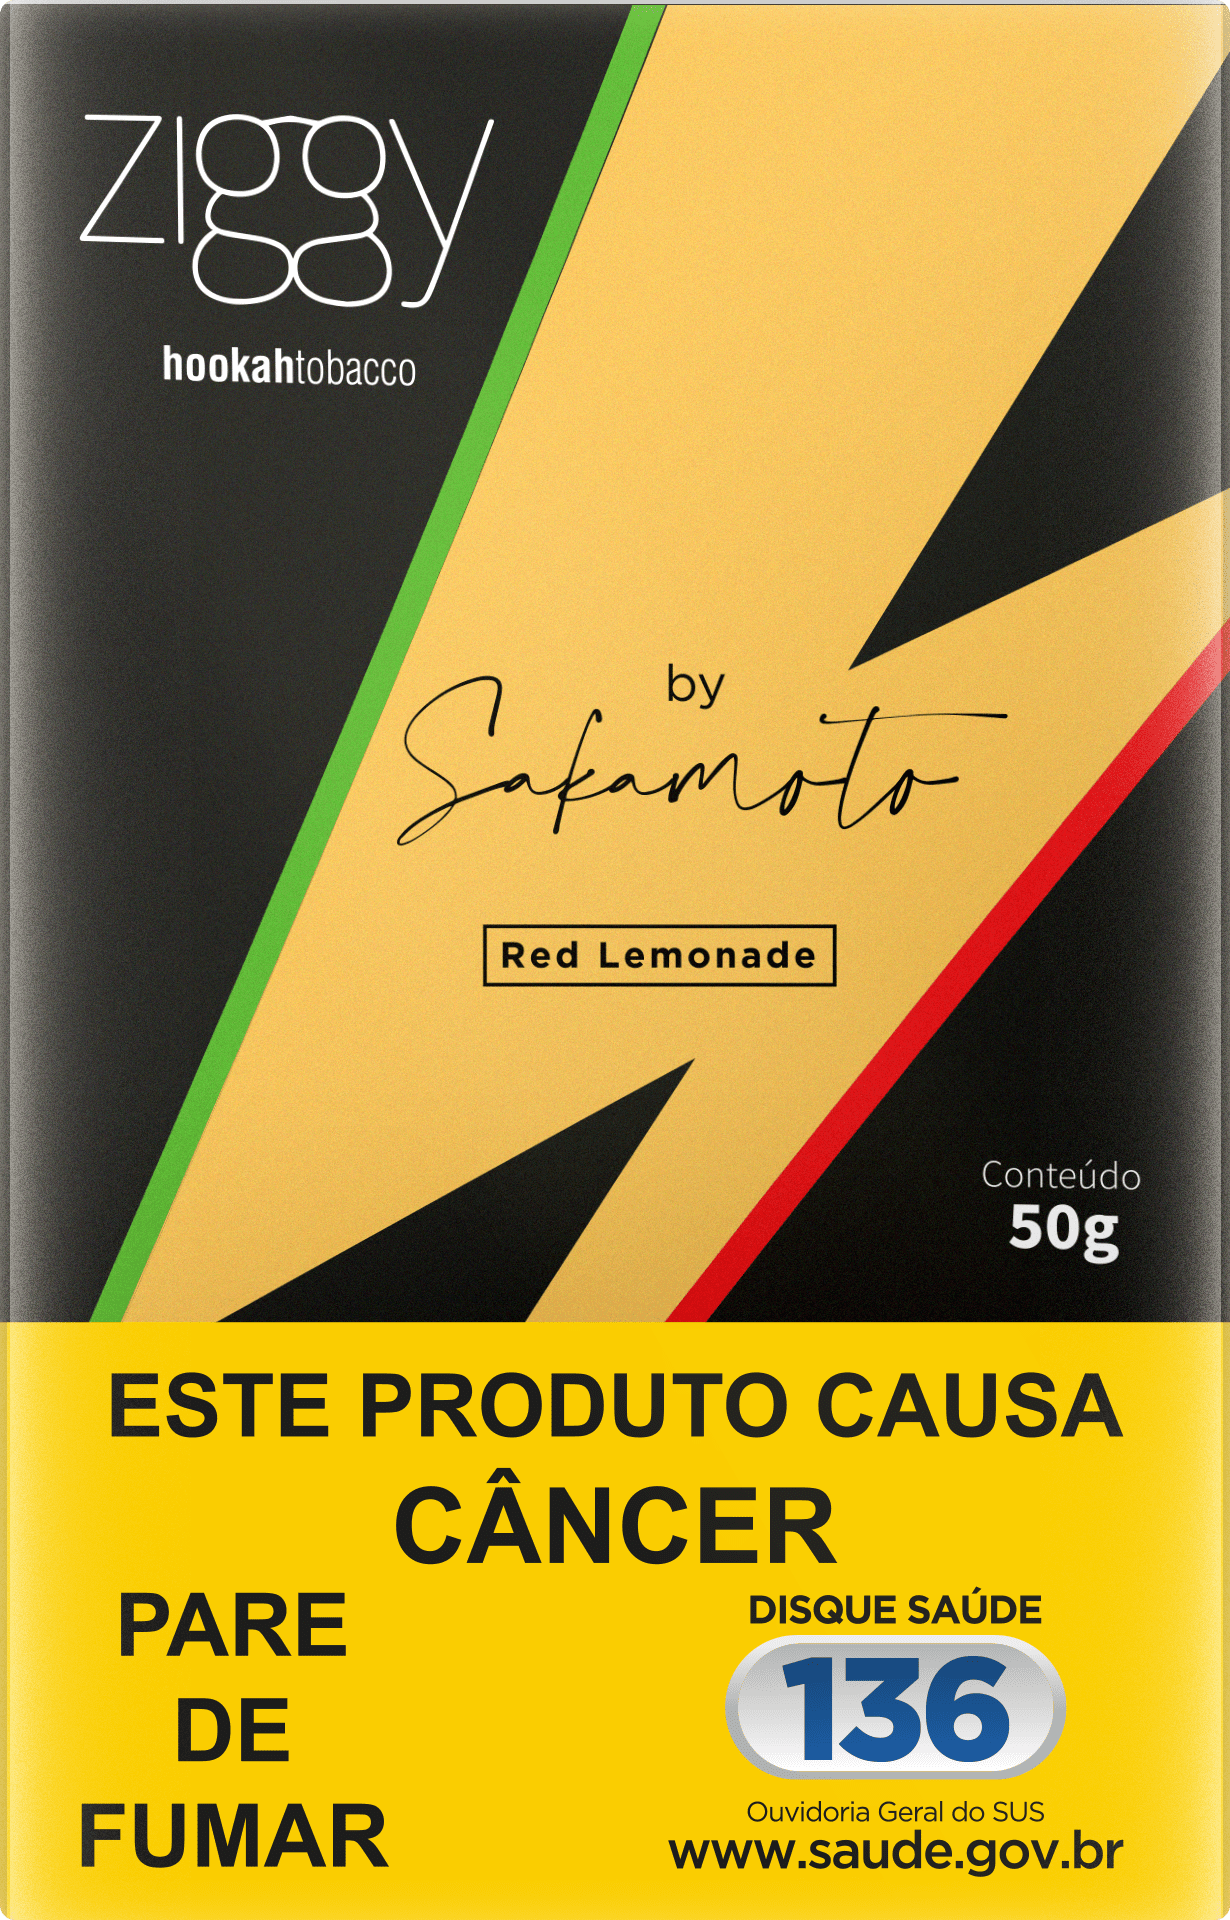 ziggy
hookahtobacco
by
Sakamoto
Red Lemonade
Conteúdo
50g
ESTE PRODUTO CAUSA
CÂNCER
PARE
DE
FUMAR
DISQUE SAÚDE
136
Ouvidoria Geral do SUS
www.saude.gov.br